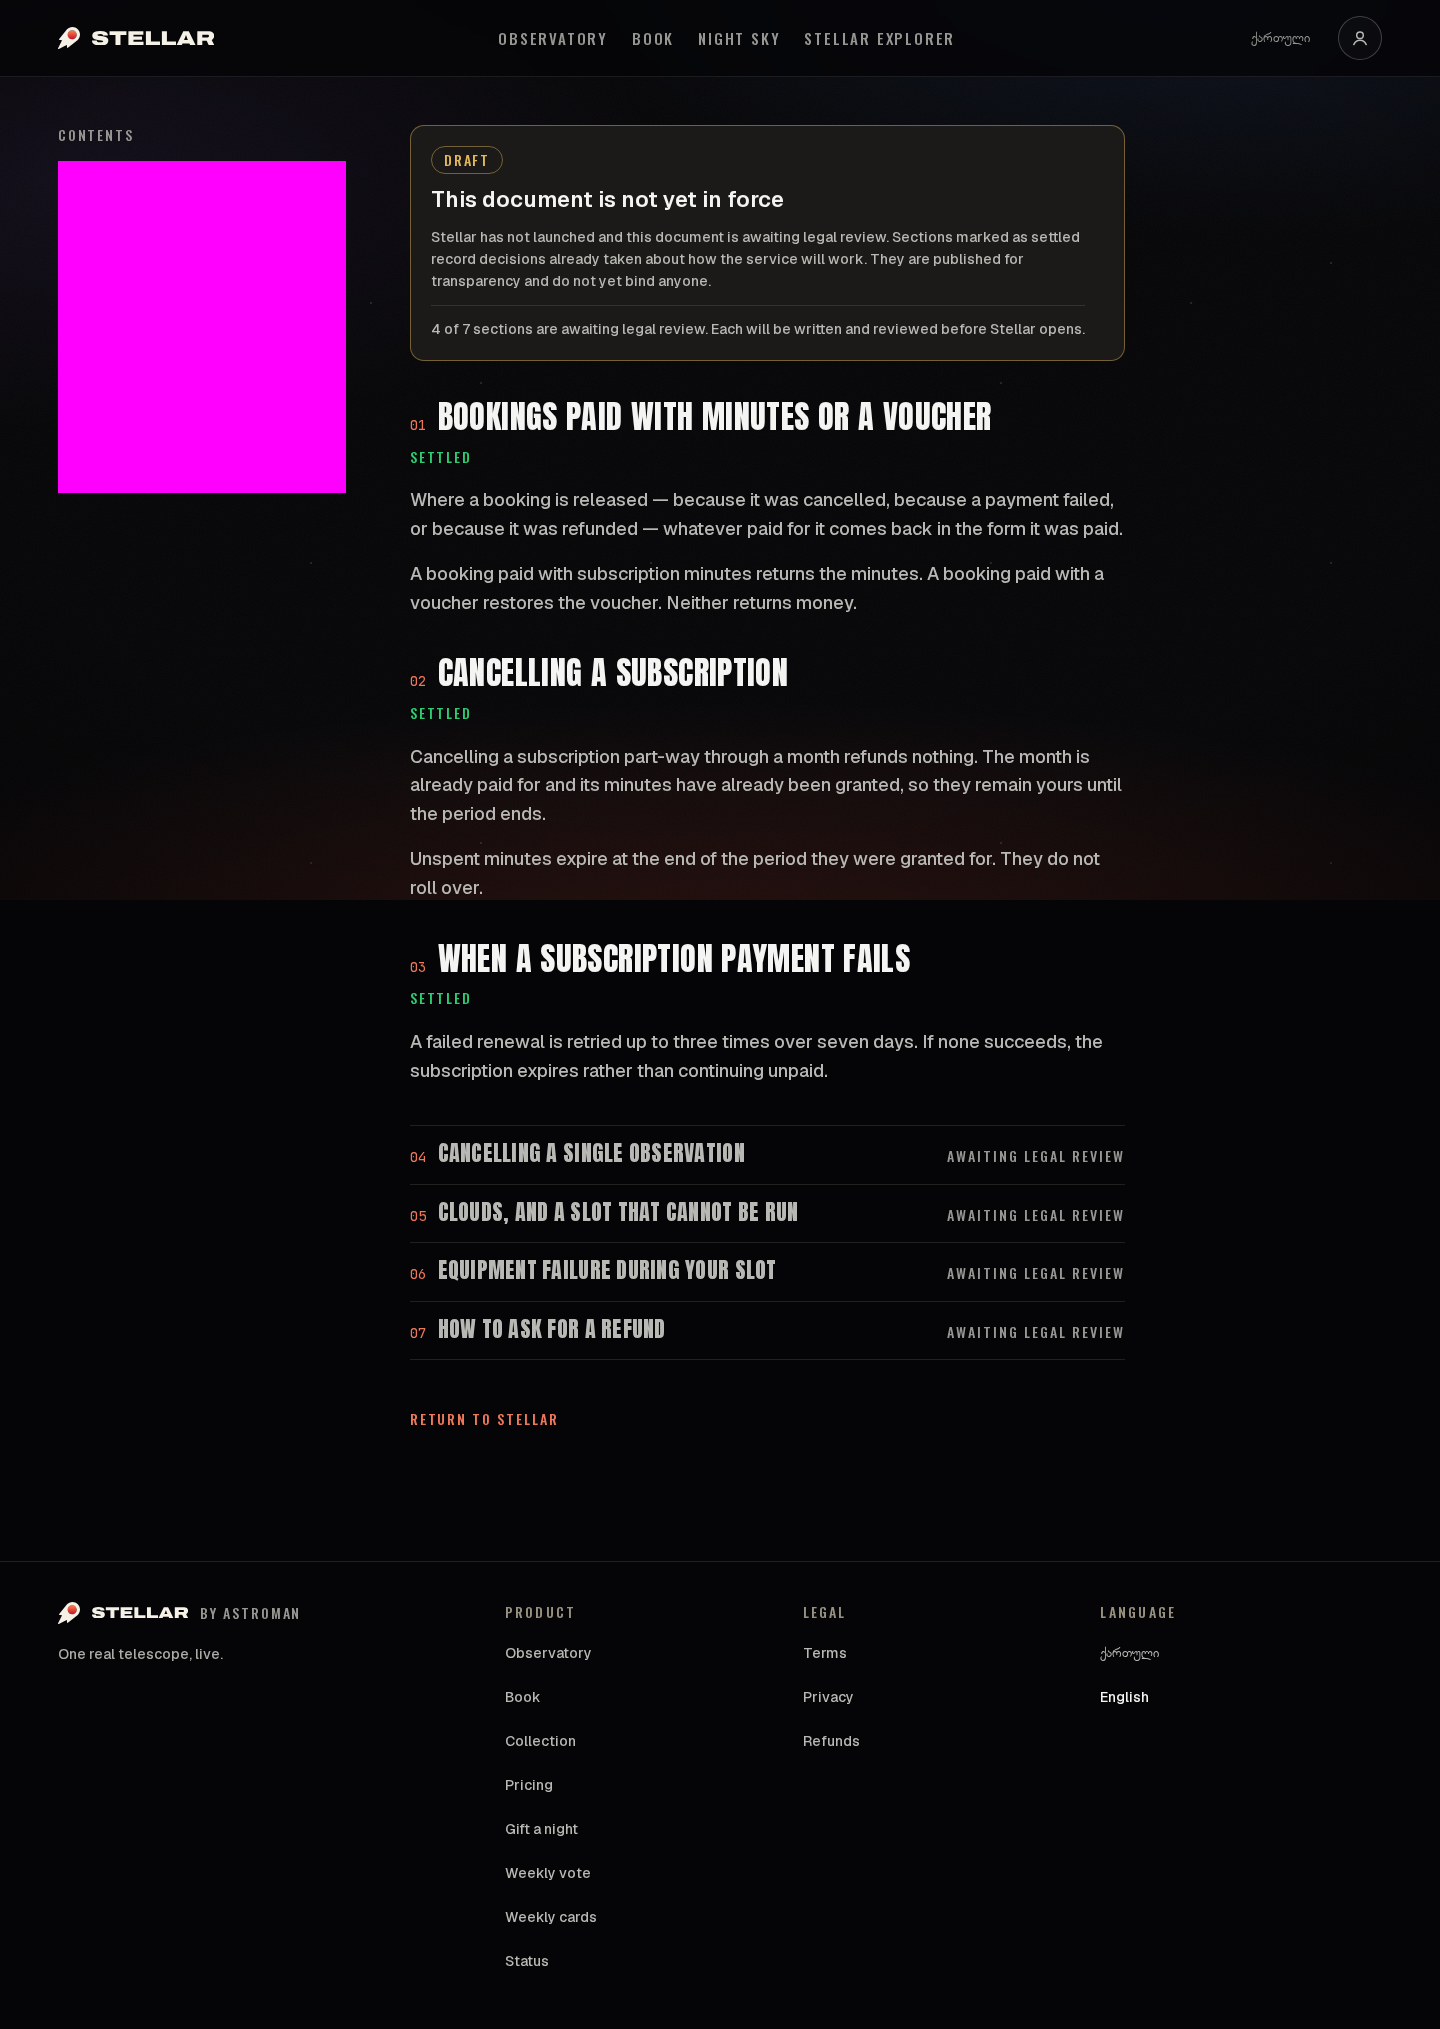 STELLAR
OBSERVATORY BOOK NIGHT SKY STELLAR EXPLORER
ქართული
CONTENTS
DRAFT
This document is not yet in force
Stellar has not launched and this document is awaiting legal review. Sections marked as settled
record decisions already taken about how the service will work. They are published for
transparency and do not yet bind anyone.
4 of 7 sections are awaiting legal review. Each will be written and reviewed before Stellar opens.
01 BOOKINGS PAID WITH MINUTES OR A VOUCHER
SETTLED
Where a booking is released — because it was cancelled, because a payment failed,
or because it was refunded — whatever paid for it comes back in the form it was paid.
A booking paid with subscription minutes returns the minutes. A booking paid with a
voucher restores the voucher. Neither returns money.
02 CANCELLING A SUBSCRIPTION
SETTLED
Cancelling a subscription part-way through a month refunds nothing. The month is
already paid for and its minutes have already been granted, so they remain yours until
the period ends.
Unspent minutes expire at the end of the period they were granted for. They do not
roll over.
03 WHEN A SUBSCRIPTION PAYMENT FAILS
SETTLED
A failed renewal is retried up to three times over seven days. If none succeeds, the
subscription expires rather than continuing unpaid.
04 CANCELLING A SINGLE OBSERVATION AWAITING LEGAL REVIEW
05 CLOUDS, AND A SLOT THAT CANNOT BE RUN AWAITING LEGAL REVIEW
06 EQUIPMENT FAILURE DURING YOUR SLOT AWAITING LEGAL REVIEW
07 HOW TO ASK FOR A REFUND AWAITING LEGAL REVIEW
RETURN TO STELLAR
STELLAR BY ASTROMAN
One real telescope, live.
PRODUCT
Observatory
Book
Collection
Pricing
Gift a night
Weekly vote
Weekly cards
Status
LEGAL
Terms
Privacy
Refunds
LANGUAGE
ქართული
English